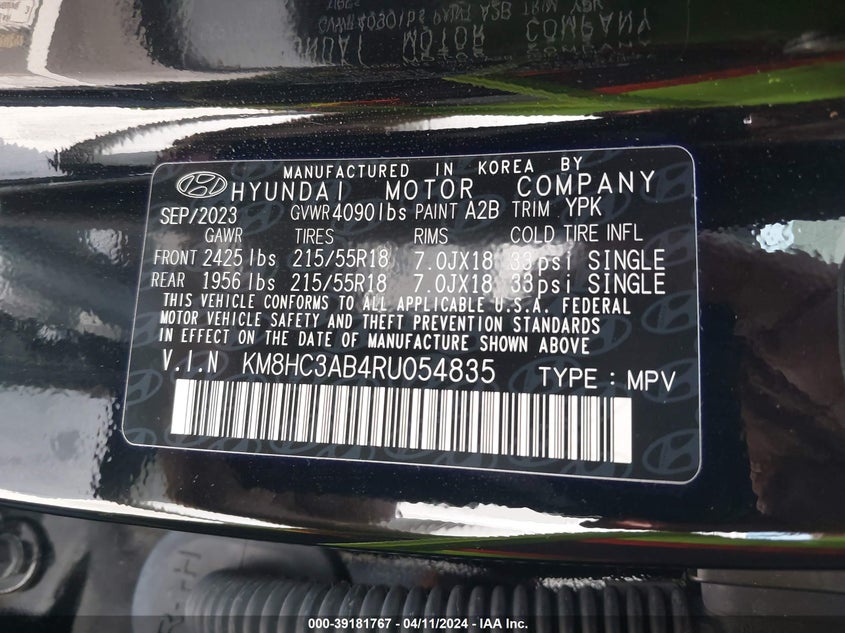 MANUFACTURED IN KOREA BY
HYUNDAI MOTOR COMPANY
SEP/2023 GVWR 4090 lbs PAINT A2B TRIM YPK
GAWR TIRES RIMS COLD TIRE INFL
FRONT 2425 lbs 215/55R18 7.0JX18 33psi SINGLE
REAR 1956 lbs 215/55R18 7.0JX18 33psi SINGLE
THIS VEHICLE CONFORMS TO ALL APPLICABLE U.S.A. FEDERAL
MOTOR VEHICLE SAFETY AND THEFT PREVENTION STANDARDS
IN EFFECT ON THE DATE OF MANUFACTURE SHOWN ABOVE
V.I.N KM8HC3AB4RU054835 TYPE : MPV
000-39181767 - 04/11/2024 - IAA Inc.